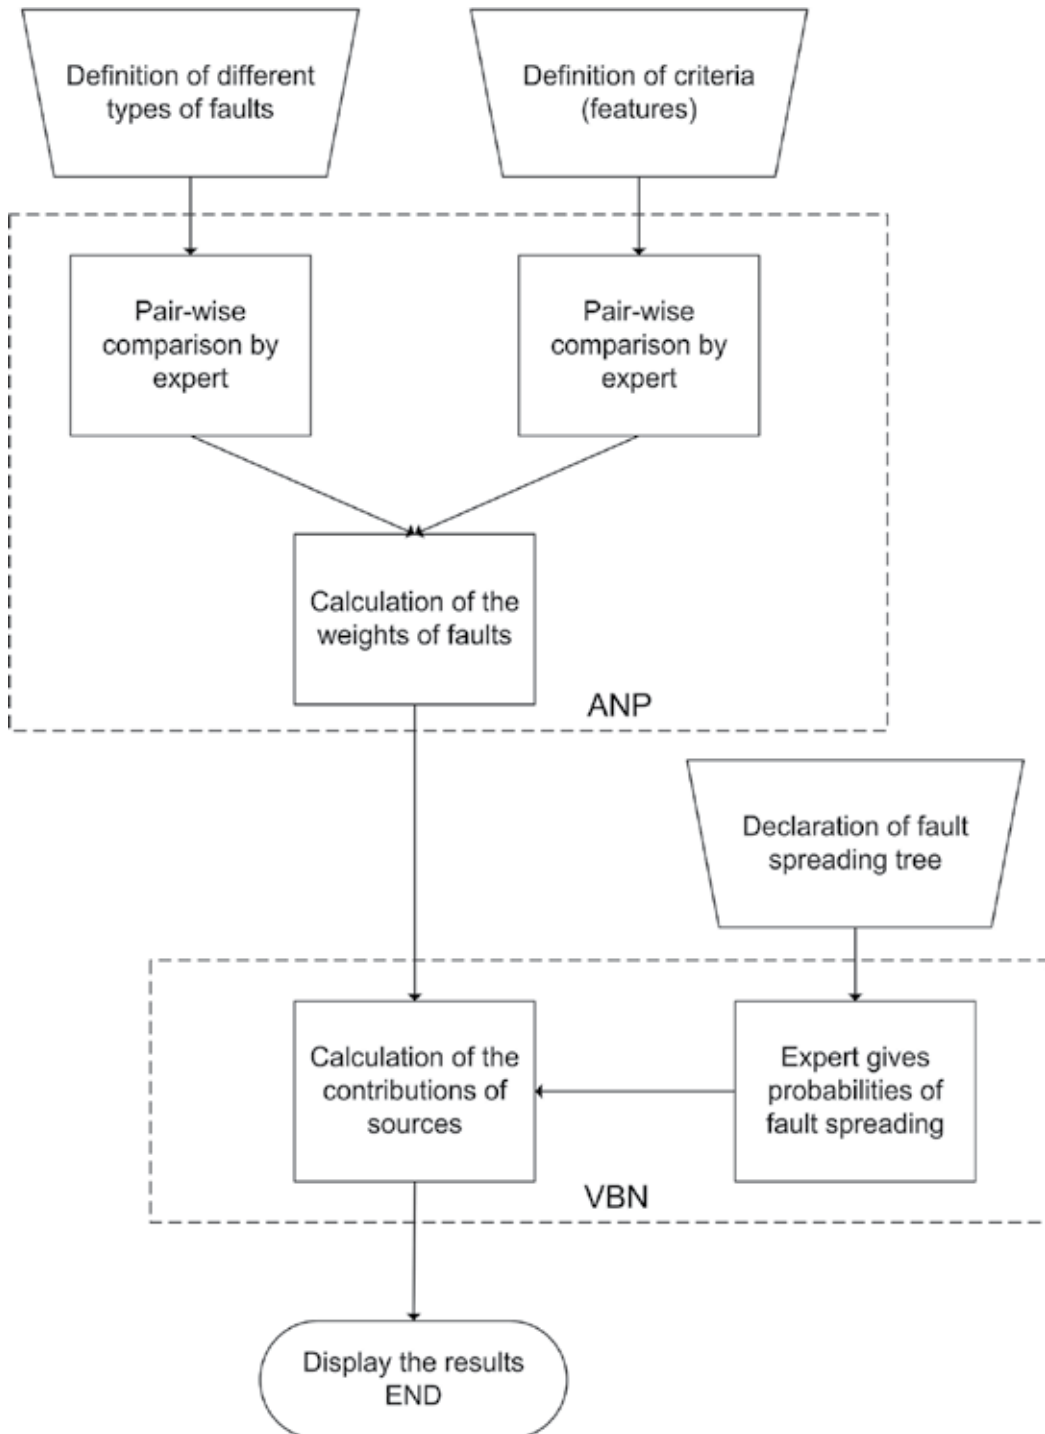 Definition of different
types of faults
Definition of criteria
(features)
Pair-wise
comparison by
expert
Pair-wise
comparison by
expert
Calculation of the
weights of faults
ANP
Declaration of fault
spreading tree
Calculation of the
contributions of
sources
Expert gives
probabilities of
fault spreading
VBN
Display the results
END